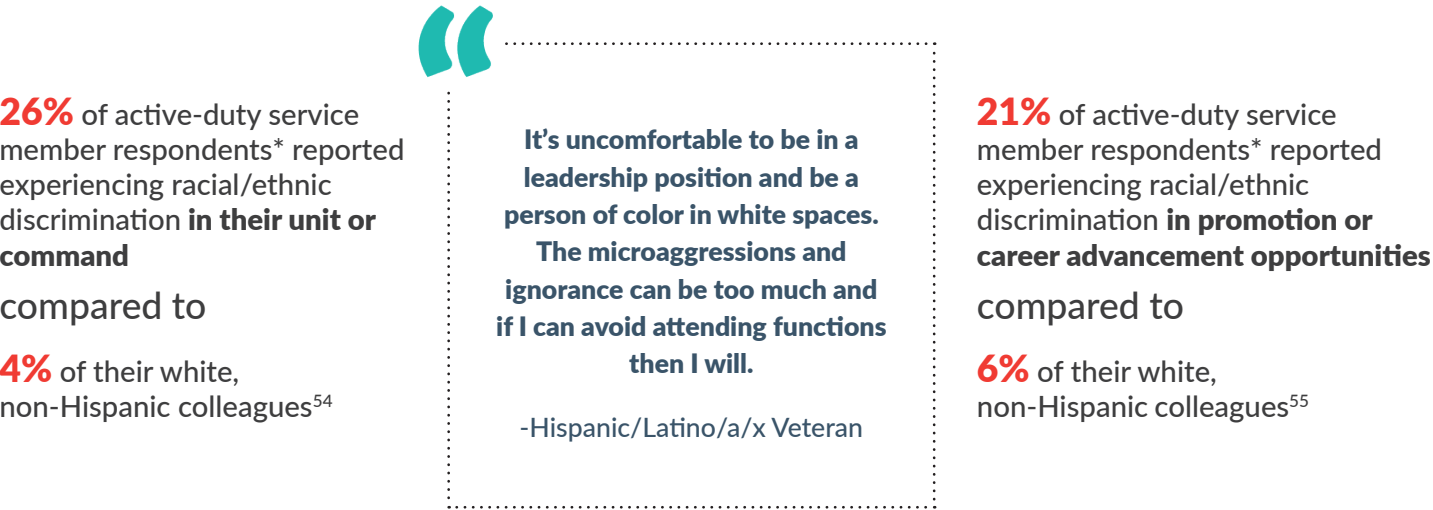 26% of active-duty service
member respondents* reported
experiencing racial/ethnic
discrimination in their unit or
command
compared to
4% of their white,
non-Hispanic colleagues54
“
It’s uncomfortable to be in a
leadership position and be a
person of color in white spaces.
The microaggressions and
ignorance can be too much and
if I can avoid attending functions
then I will.
-Hispanic/Latino/a/x Veteran
21% of active-duty service
member respondents* reported
experiencing racial/ethnic
discrimination in promotion or
career advancement opportunities
compared to
6% of their white,
non-Hispanic colleagues55